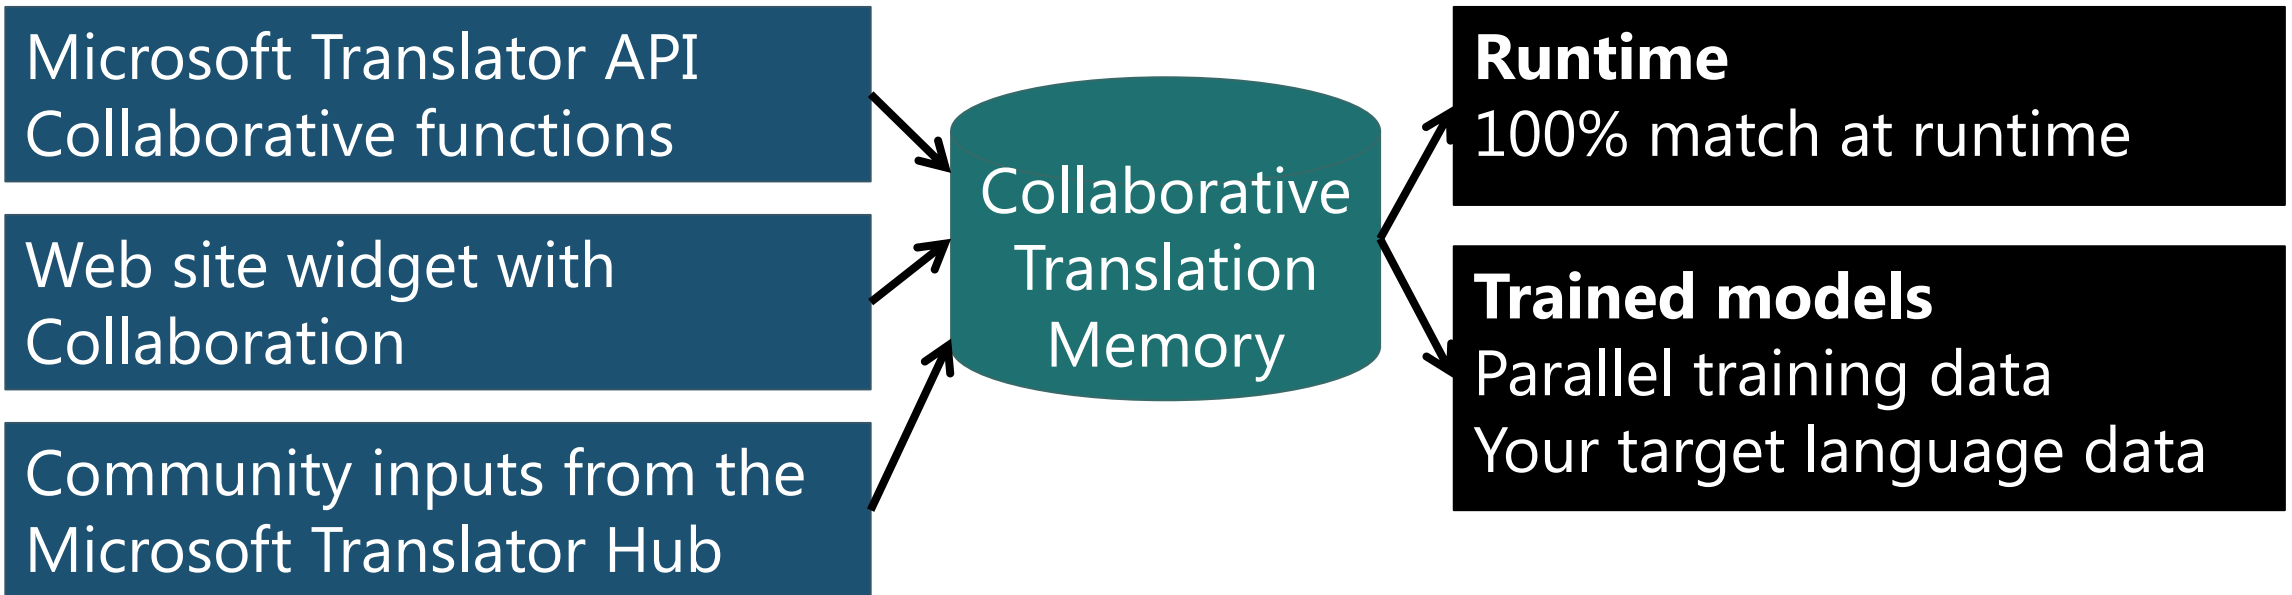 Microsoft Translator API
Collaborative functions
Web site widget with
Collaboration
Community inputs from the
Microsoft Translator Hub
Collaborative
Translation
Memory
Runtime
100% match at runtime
Trained models
Parallel training data
Your target language data